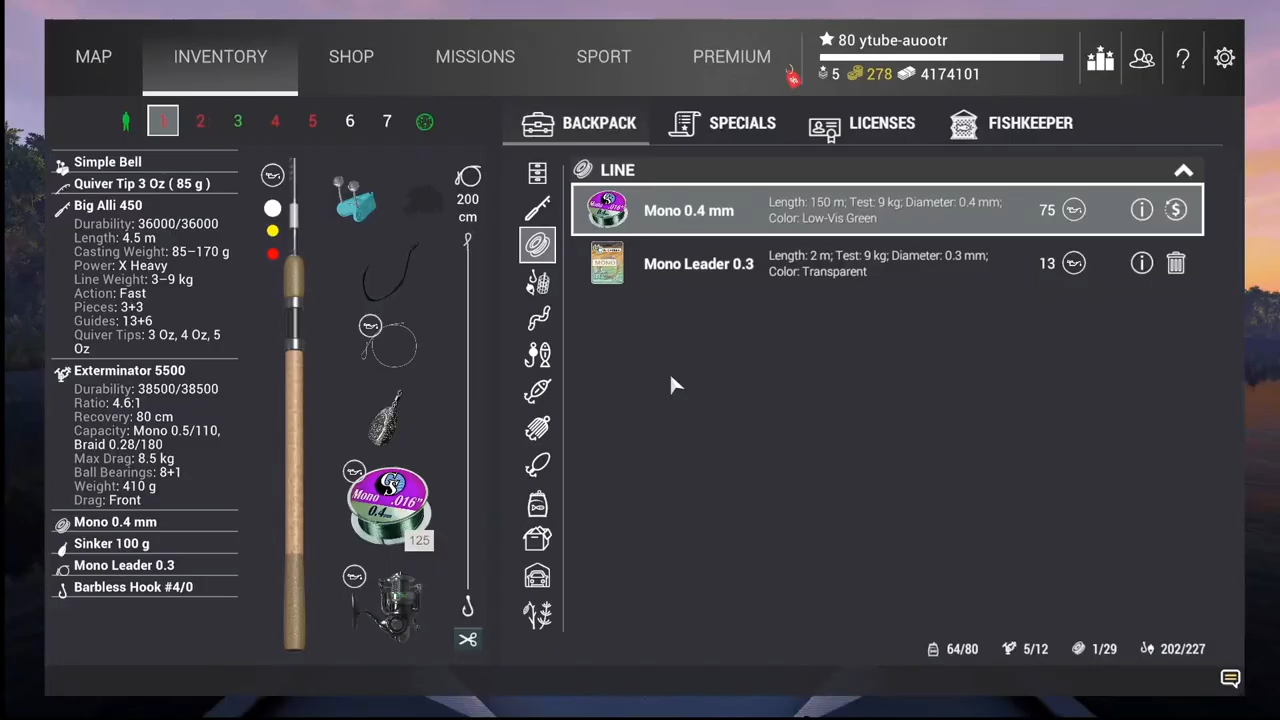 MAP
INVENTORY
SHOP
MISSIONS
SPORT
PREMIUM
80 ytube-auootr
5 278 4174101
?
1 2 3 4 5 6 7
BACKPACK
SPECIALS
LICENSES
FISHKEEPER
Simple Bell
Quiver Tip 3 Oz ( 85 g )
Big Alli 450
Durability: 36000/36000
Length: 4.5 m
Casting Weight: 85–170 g
Power: X Heavy
Line Weight: 3–9 kg
Action: Fast
Pieces: 3+3
Guides: 13+6
Quiver Tips: 3 Oz, 4 Oz, 5
Oz
Exterminator 5500
Durability: 38500/38500
Ratio: 4.6:1
Recovery: 80 cm
Capacity: Mono 0.5/110,
Braid 0.28/180
Max Drag: 8.5 kg
Ball Bearings: 8+1
Weight: 410 g
Drag: Front
Mono 0.4 mm
Sinker 100 g
Mono Leader 0.3
Barbless Hook #4/0
200
cm
Mono .016"
0.4mm
125
LINE
Mono 0.4 mm
Length: 150 m; Test: 9 kg; Diameter: 0.4 mm;
Color: Low-Vis Green
75
Mono Leader 0.3
Length: 2 m; Test: 9 kg; Diameter: 0.3 mm;
Color: Transparent
13
64/80
5/12
1/29
202/227